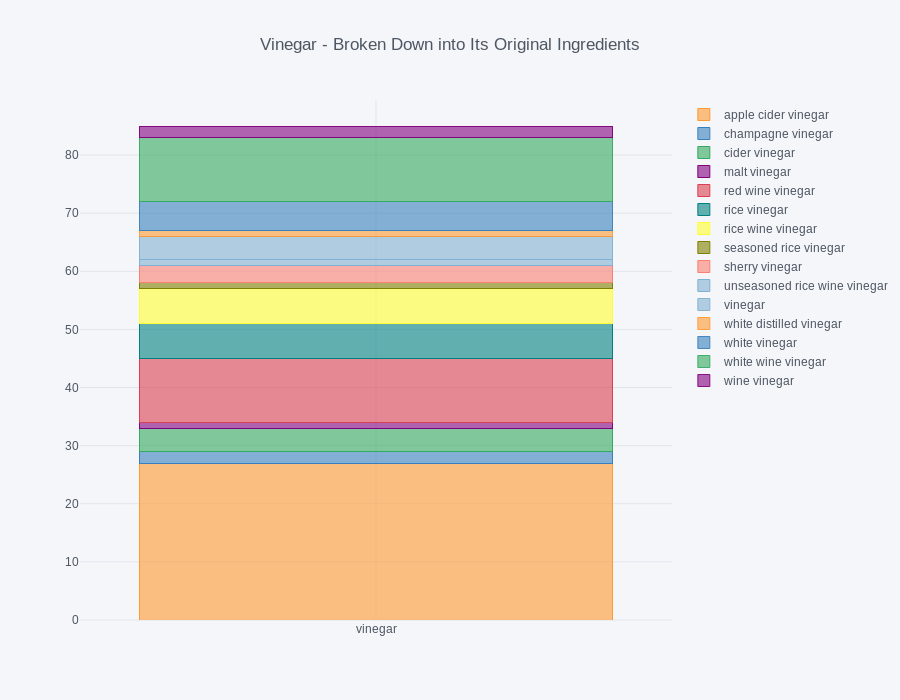 Vinegar - Broken Down into Its Original Ingredients
80
70
60
50
40
30
20
10
0
vinegar
apple cider vinegar
champagne vinegar
cider vinegar
malt vinegar
red wine vinegar
rice vinegar
rice wine vinegar
seasoned rice vinegar
sherry vinegar
unseasoned rice wine vinegar
vinegar
white distilled vinegar
white vinegar
white wine vinegar
wine vinegar